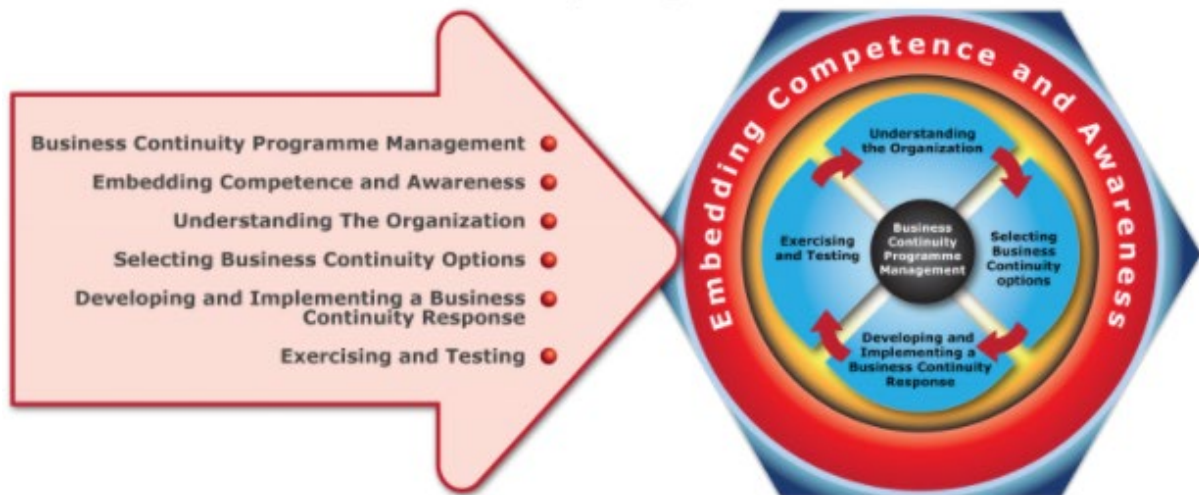 Business Continuity Programme Management
Embedding Competence and Awareness
Understanding The Organization
Selecting Business Continuity Options
Developing and Implementing a Business
Continuity Response
Exercising and Testing
Embedding Competence and Awareness
Understanding
the Organization
Selecting
Business
Continuity
options
Developing and
Implementing a
Business Continuity
Response
Exercising
and Testing
Business
Continuity
Programme
Management